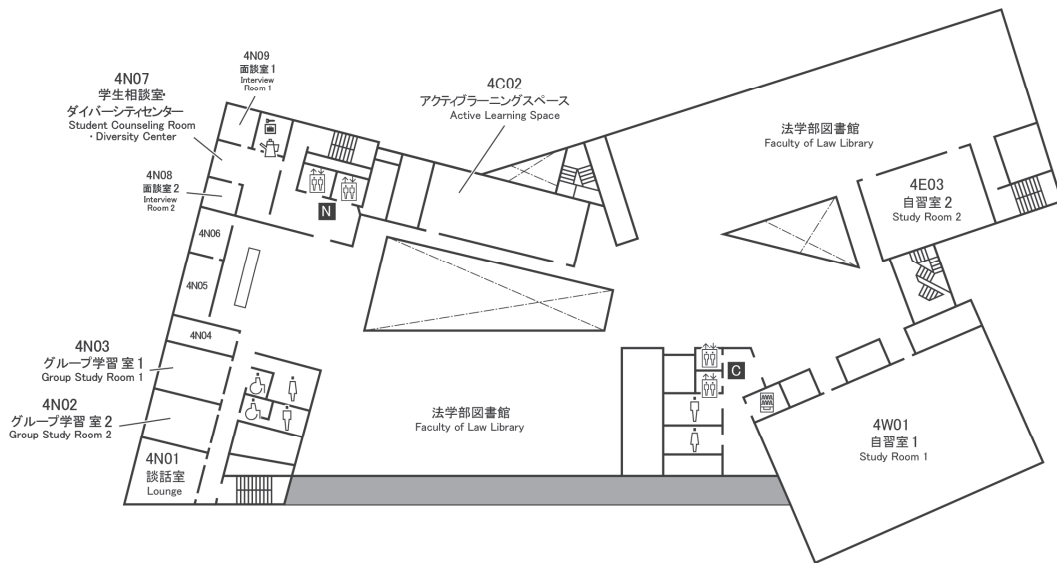 4N09
面談室1
Interview
Room 1
4N07
学生相談室・
ダイバーシティセンター
Student Counseling Room
・Diversity Center
4C02
アクティブラーニングスペース
Active Learning Space
法学部図書館
Faculty of Law Library
4N08
面談室2
Interview
Room 2
4E03
自習室2
Study Room 2
N
4N06
4N05
4N04
4N03
グループ学習室1
Group Study Room 1
4N02
グループ学習室2
Group Study Room 2
C
法学部図書館
Faculty of Law Library
4W01
自習室1
Study Room 1
4N01
談話室
Lounge